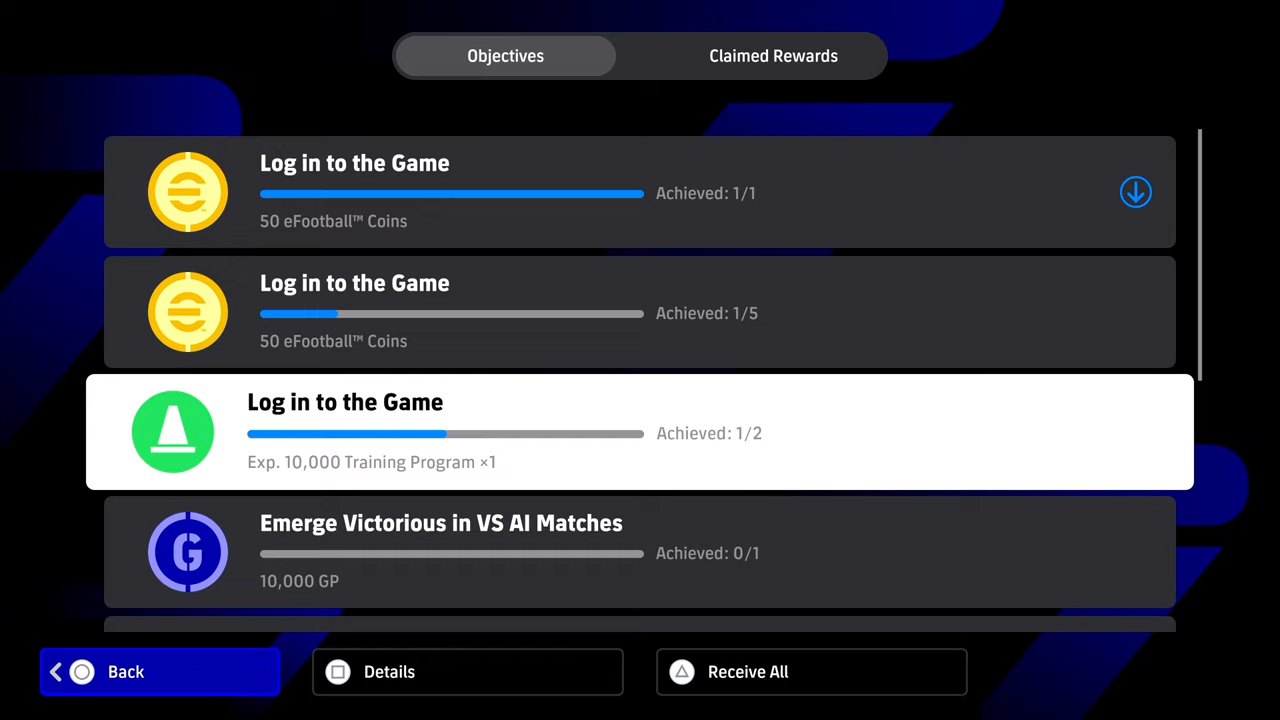 Objectives
Claimed Rewards
Log in to the Game
Achieved: 1/1
50 eFootball™ Coins
Log in to the Game
Achieved: 1/5
50 eFootball™ Coins
Log in to the Game
Achieved: 1/2
Exp. 10,000 Training Program ×1
G
Emerge Victorious in VS AI Matches
Achieved: 0/1
10,000 GP
Back
Details
Receive All